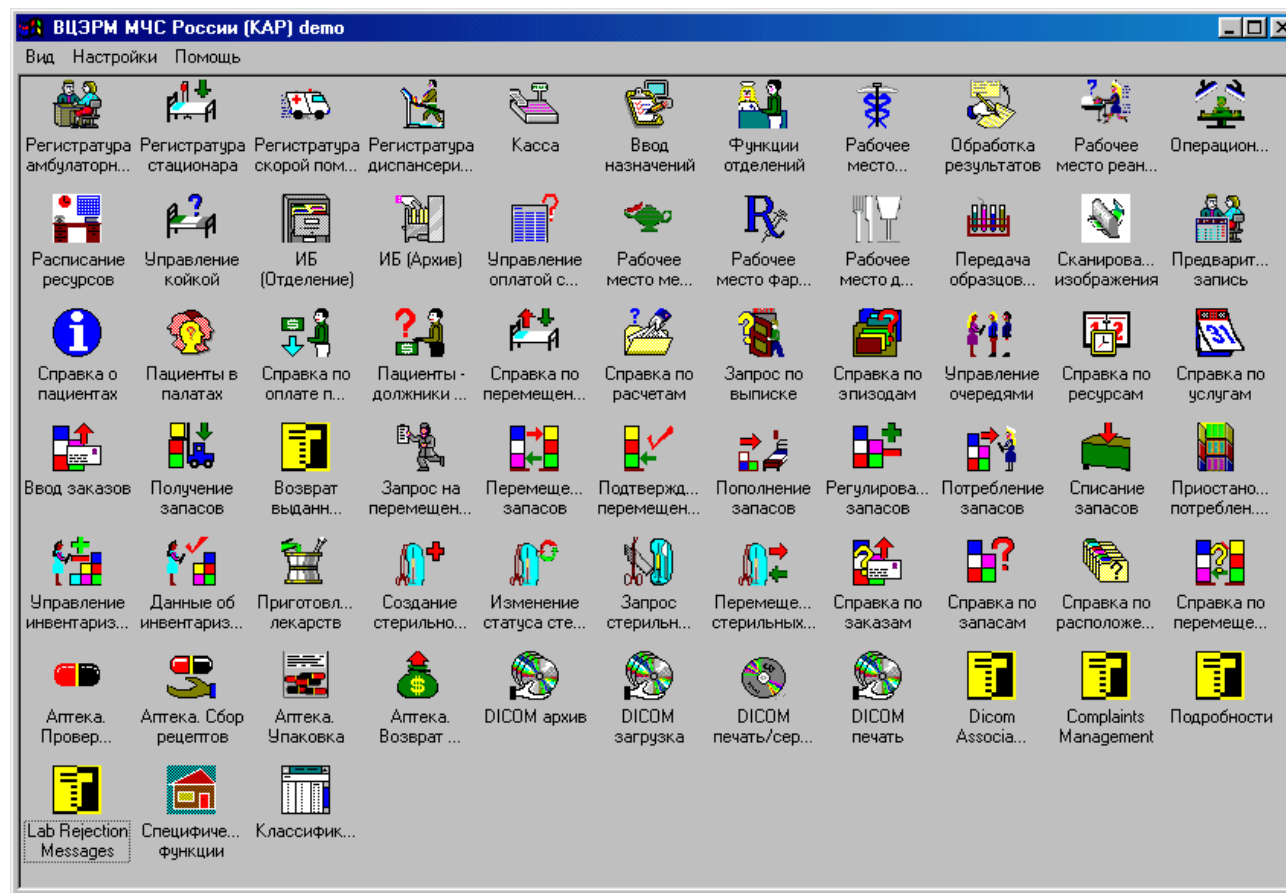 ВЦЭРМ МЧС России (КАР) demo
Вид Настройки Помощь
Регистратура Регистратура Регистратура Регистратура Касса Ввод Функции Рабочее Обработка Рабочее Операцион...
амбулаторн... стационара скорой пом... диспансери... назначений отделений место... результатов место реан...
Расписание Управление ИБ ИБ (Архив) Управление Рабочее Рабочее Рабочее Передача Сканирова... Предварит...
ресурсов койкой (Отделение) оплатой с... место ме... место фар... место д... образцов... изображения запись
Справка о Пациенты в Справка по Пациенты - Справка по Справка по Запрос по Справка по Управление Справка по Справка по
пациентах палатах оплате п... должники ... перемещен... расчетам выписке эпизодам очередями ресурсам услугам
Ввод заказов Получение Возврат Запрос на Перемеще... Подтвержд... Пополнение Регулирова... Потребление Списание Приостано...
запасов выданн... перемещен... запасов перемещен... запасов запасов запасов запасов потреблен....
Управление Данные об Приготовл... Создание Изменение Запрос Перемеще... Справка по Справка по Справка по Справка по
инвентариз... инвентариз... лекарств стерильно... статуса сте... стерильн... стерильных... заказам запасам расположе... перемеще...
Аптека. Аптека. Сбор Аптека. Аптека. DICOM архив DICOM DICOM DICOM Dicom Complaints Подробности
Провер... рецептов Упаковка Возврат ... загрузка печать/сер... печать Associa... Management
Lab Rejection Специфиче... Классифик...
Messages функции